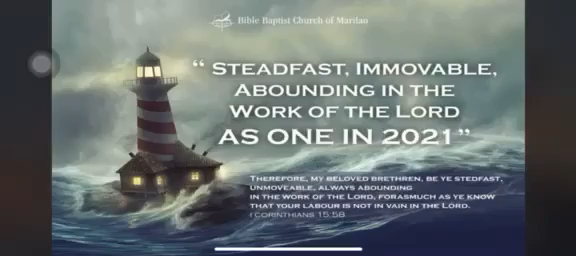 Bible Baptist Church of Marilao
“ Steadfast, Immovable,
Abounding in the
Work of the Lord
AS ONE IN 2021”
Therefore, my beloved brethren, be ye stedfast,
unmoveable, always abounding
in the work of the Lord, forasmuch as ye know
that your labour is not in vain in the Lord.
I Corinthians 15:58